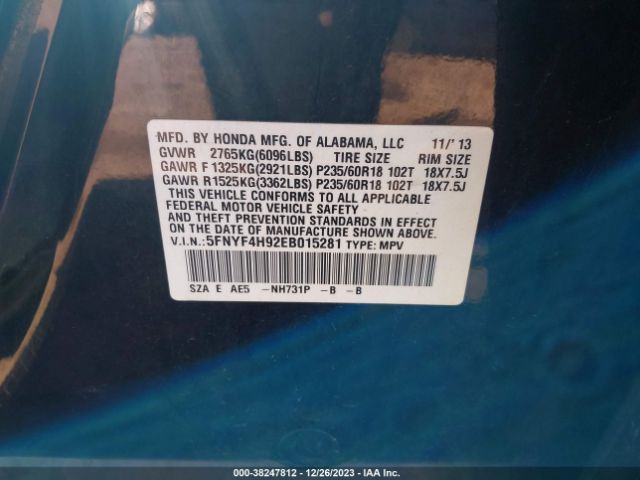 MFD. BY HONDA MFG. OF ALABAMA, LLC 11/'13
GVWR 2765KG(6096LBS) TIRE SIZE RIM SIZE
GAWR F 1325KG(2921LBS) P235/60R18 102T 18X7.5J
GAWR R1525KG(3362LBS) P235/60R18 102T 18X7.5J
THIS VEHICLE CONFORMS TO ALL APPLICABLE
FEDERAL MOTOR VEHICLE SAFETY
AND THEFT PREVENTION STANDARDS IN EFFECT
ON THE DATE OF MANUFACTURE SHOWN ABOVE.
V.I.N.:5FNYF4H92EB015281 TYPE: MPV
SZA E AE5 -NH731P -B -B
000-38247812 - 12/26/2023 - IAA Inc.